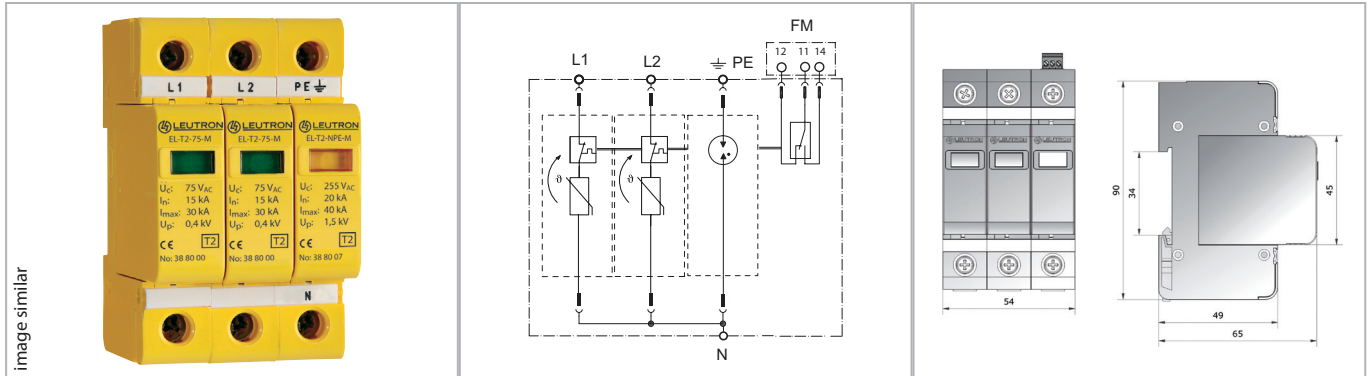 image similar
L1 L2 PE
LEUTRON LEUTRON LEUTRON
EL-T2-75-M EL-T2-75-M EL-T2-NPE-M
Uc: 75 VAC Uc: 75 VAC Uc: 255 VAC
In: 15 kA In: 15 kA In: 20 kA
Imax: 30 kA Imax: 30 kA Imax: 40 kA
Up: 0,4 kV Up: 0,4 kV Up: 1,5 kV
CE T2 CE T2 CE T2
No: 38 80 00 No: 38 80 00 No: 38 80 07
N
FM
12 11 14
L1 L2 PE
ϑ ϑ
N
LEUTRON LEUTRON LEUTRON
54
90
34
45
49
65